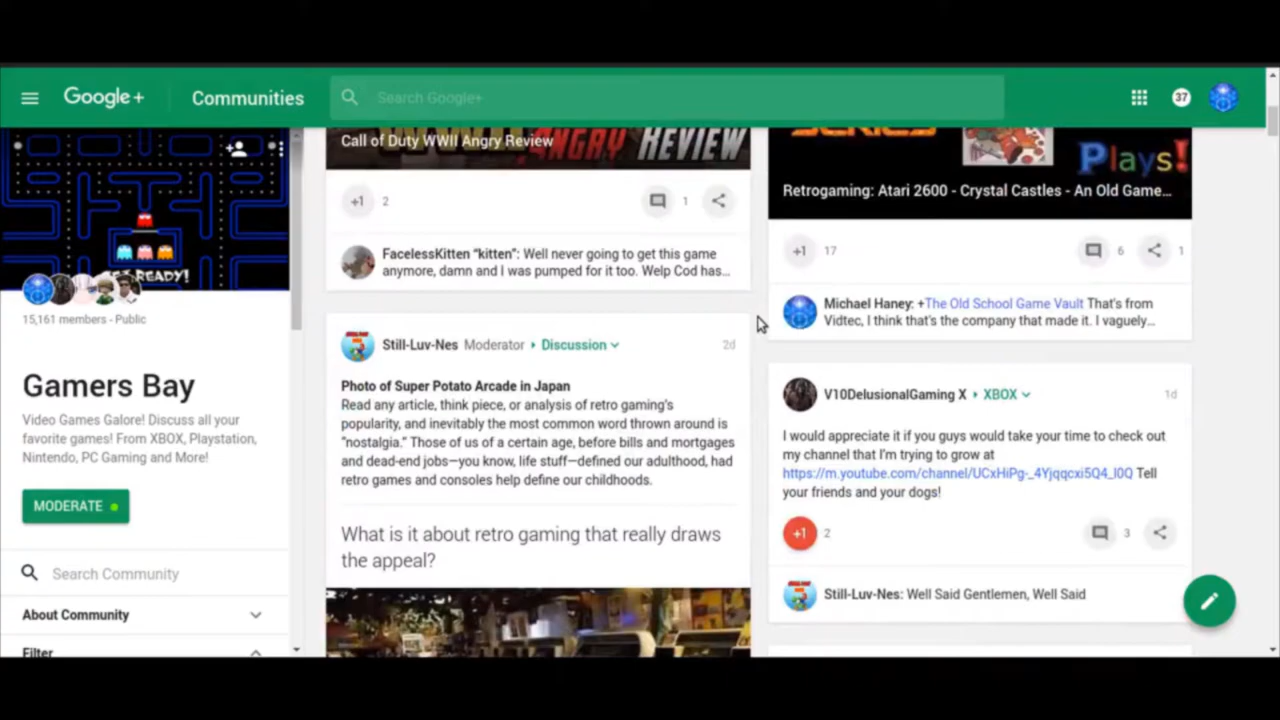 Google+
Communities
Search Google+
37
GET READY!
15,161 members - Public
Gamers Bay
Video Games Galore! Discuss all your
favorite games! From XBOX, Playstation,
Nintendo, PC Gaming and More!
MODERATE
Search Community
About Community
Filter
ANGRY REVIEW
Call of Duty WWII Angry Review
+1 2
1
FacelessKitten "kitten": Well never going to get this game
anymore, damn and I was pumped for it too. Welp Cod has...
Still-Luv-Nes Moderator Discussion 2d
Photo of Super Potato Arcade in Japan
Read any article, think piece, or analysis of retro gaming's
popularity, and inevitably the most common word thrown around is
"nostalgia." Those of us of a certain age, before bills and mortgages
and dead-end jobs—you know, life stuff—defined our adulthood, had
retro games and consoles help define our childhoods.
What is it about retro gaming that really draws
the appeal?
SERIES
Plays!
Retrogaming: Atari 2600 - Crystal Castles - An Old Game...
+1 17
6
1
Michael Haney: +The Old School Game Vault That's from
Vidtec, I think that's the company that made it. I vaguely...
V10DelusionalGaming X XBOX 1d
I would appreciate it if you guys would take your time to check out
my channel that I'm trying to grow at
https://m.youtube.com/channel/UCxHiPg-_4Yjqqcxi5Q4_I0Q Tell
your friends and your dogs!
+1 2
3
Still-Luv-Nes: Well Said Gentlemen, Well Said